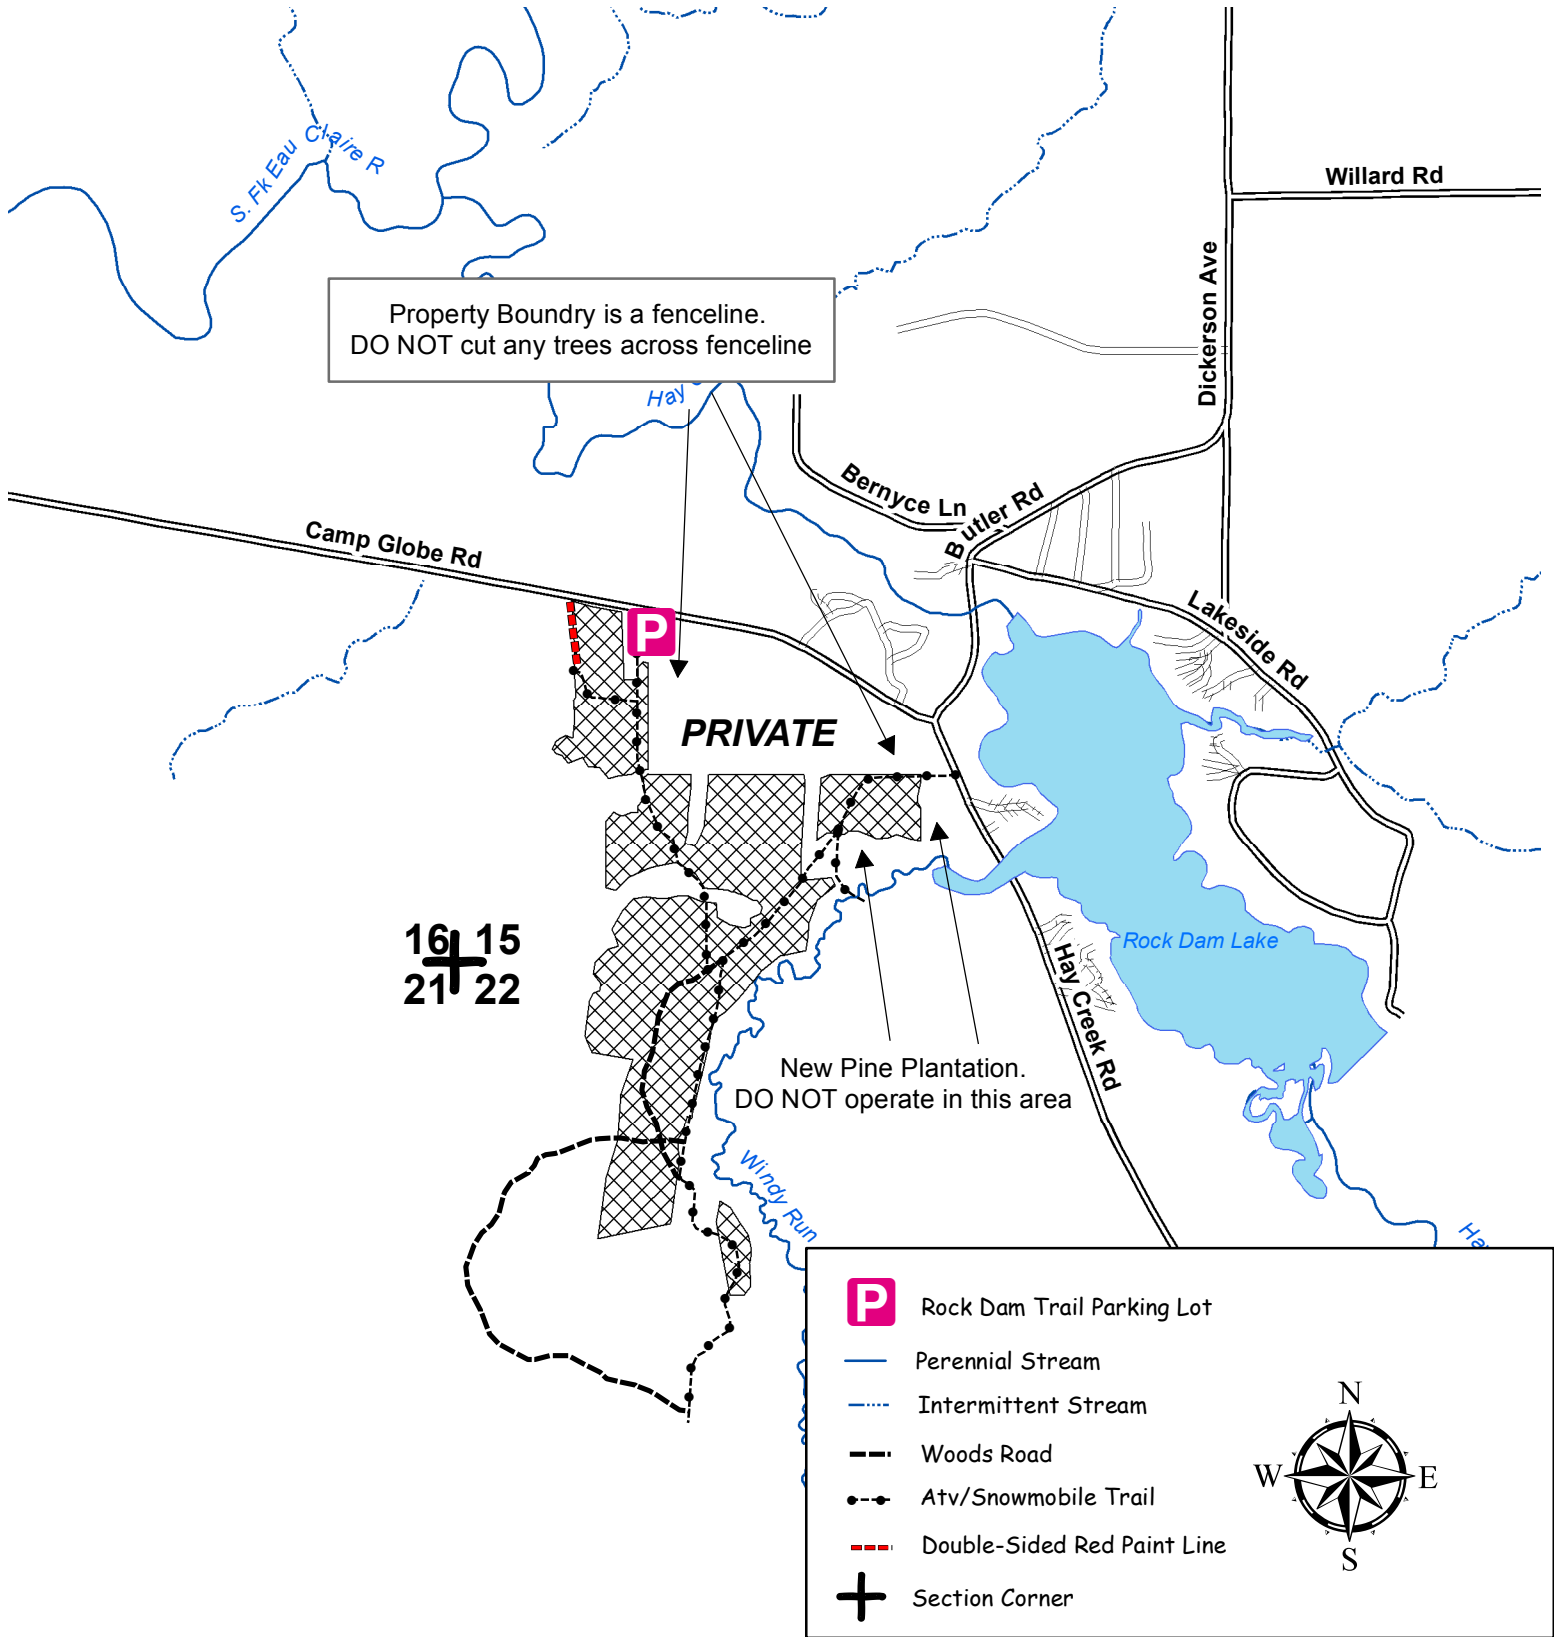 S. Fk Eau Claire R
Willard Rd
Dickerson Ave
Property Boundry is a fenceline.
DO NOT cut any trees across fenceline
Hay
Bernyce Ln
Butler Rd
Camp Globe Rd
P
Lakeside Rd
PRIVATE
16 15
21 22
Rock Dam Lake
Hay Creek Rd
New Pine Plantation.
DO NOT operate in this area
Windy Run
P Rock Dam Trail Parking Lot
Perennial Stream
Intermittent Stream
Woods Road
Atv/Snowmobile Trail
Double-Sided Red Paint Line
Section Corner
N
W E
S